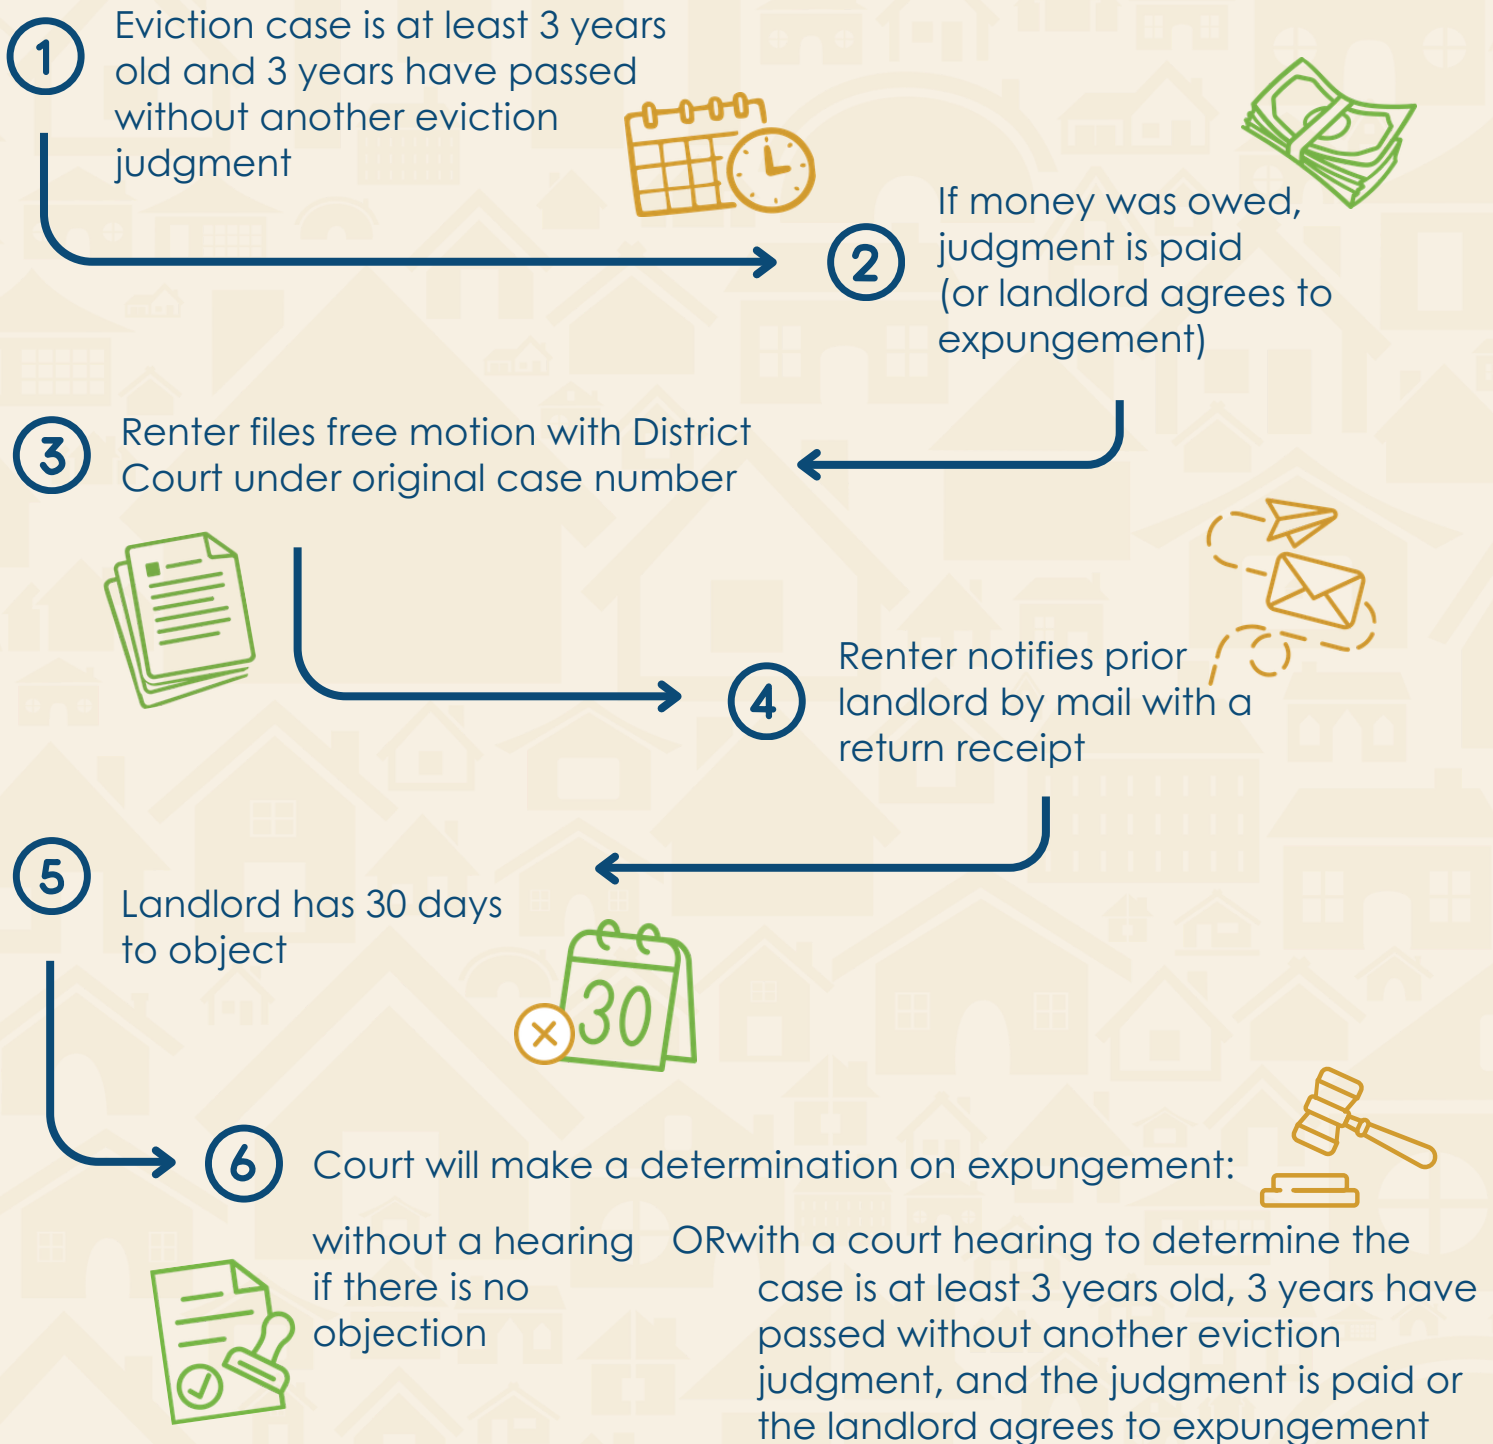 1
Eviction case is at least 3 years
old and 3 years have passed
without another eviction
judgment
2
If money was owed,
judgment is paid
(or landlord agrees to
expungement)
3
Renter files free motion with District
Court under original case number
4
Renter notifies prior
landlord by mail with a
return receipt
5
Landlord has 30 days
to object
30
6
Court will make a determination on expungement:
without a hearing
if there is no
objection
ORwith a court hearing to determine the
case is at least 3 years old, 3 years have
passed without another eviction
judgment, and the judgment is paid or
the landlord agrees to expungement